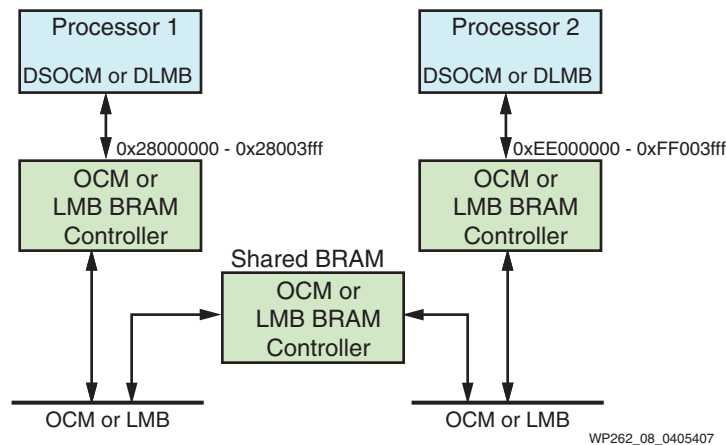 Processor 1
DSOCM or DLMB
Processor 2
DSOCM or DLMB
0x28000000 - 0x28003fff
0xEE000000 - 0xFF003fff
OCM or
LMB BRAM
Controller
OCM or
LMB BRAM
Controller
Shared BRAM
OCM or
LMB BRAM
Controller
OCM or LMB
OCM or LMB
WP262_08_0405407